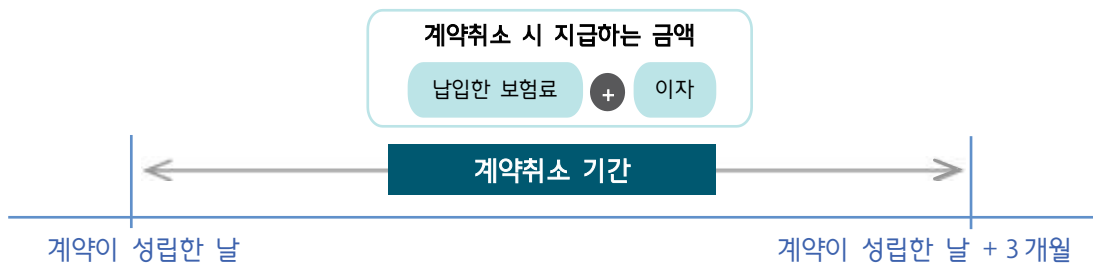 계약취소 시 지급하는 금액
납입한 보험료 + 이자
계약취소 기간
계약이 성립한 날
계약이 성립한 날 + 3개월